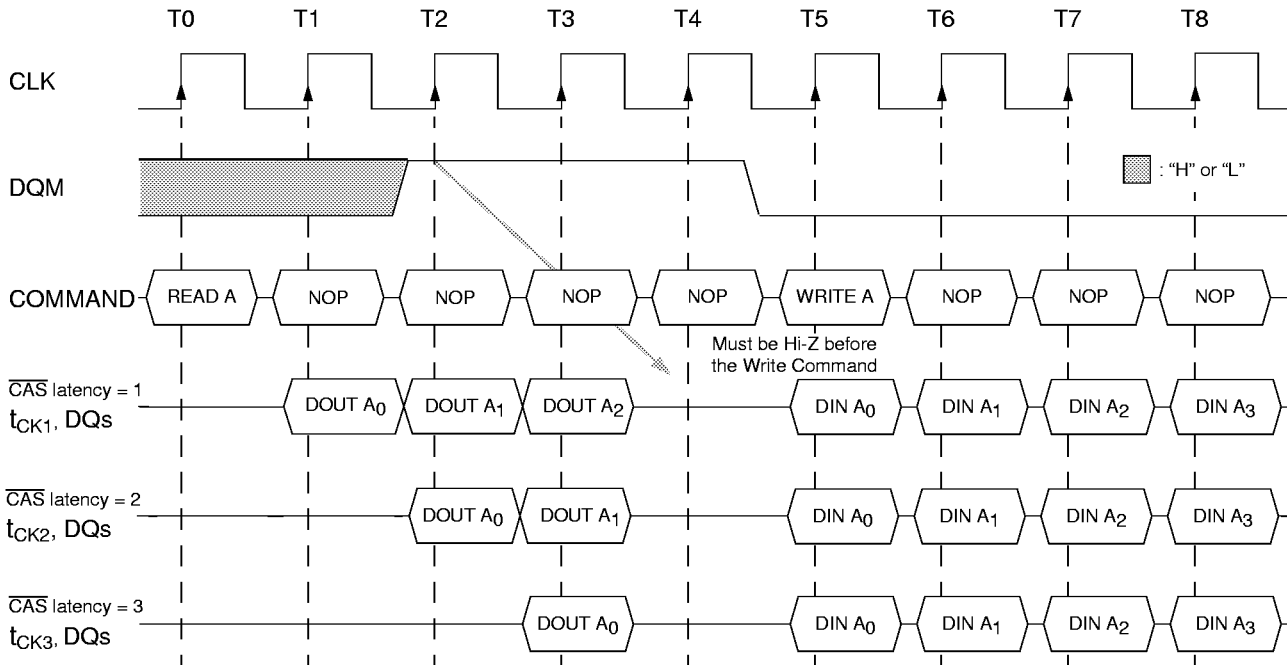 T0 T1 T2 T3 T4 T5 T6 T7 T8
CLK
DQM
: “H” or “L”
COMMAND READ A NOP NOP NOP NOP WRITE A NOP NOP NOP
Must be Hi-Z before
the Write Command
CAS latency = 1
tCK1, DQs DOUT A0 DOUT A1 DOUT A2 DIN A0 DIN A1 DIN A2 DIN A3
CAS latency = 2
tCK2, DQs DOUT A0 DOUT A1 DIN A0 DIN A1 DIN A2 DIN A3
CAS latency = 3
tCK3, DQs DOUT A0 DIN A0 DIN A1 DIN A2 DIN A3